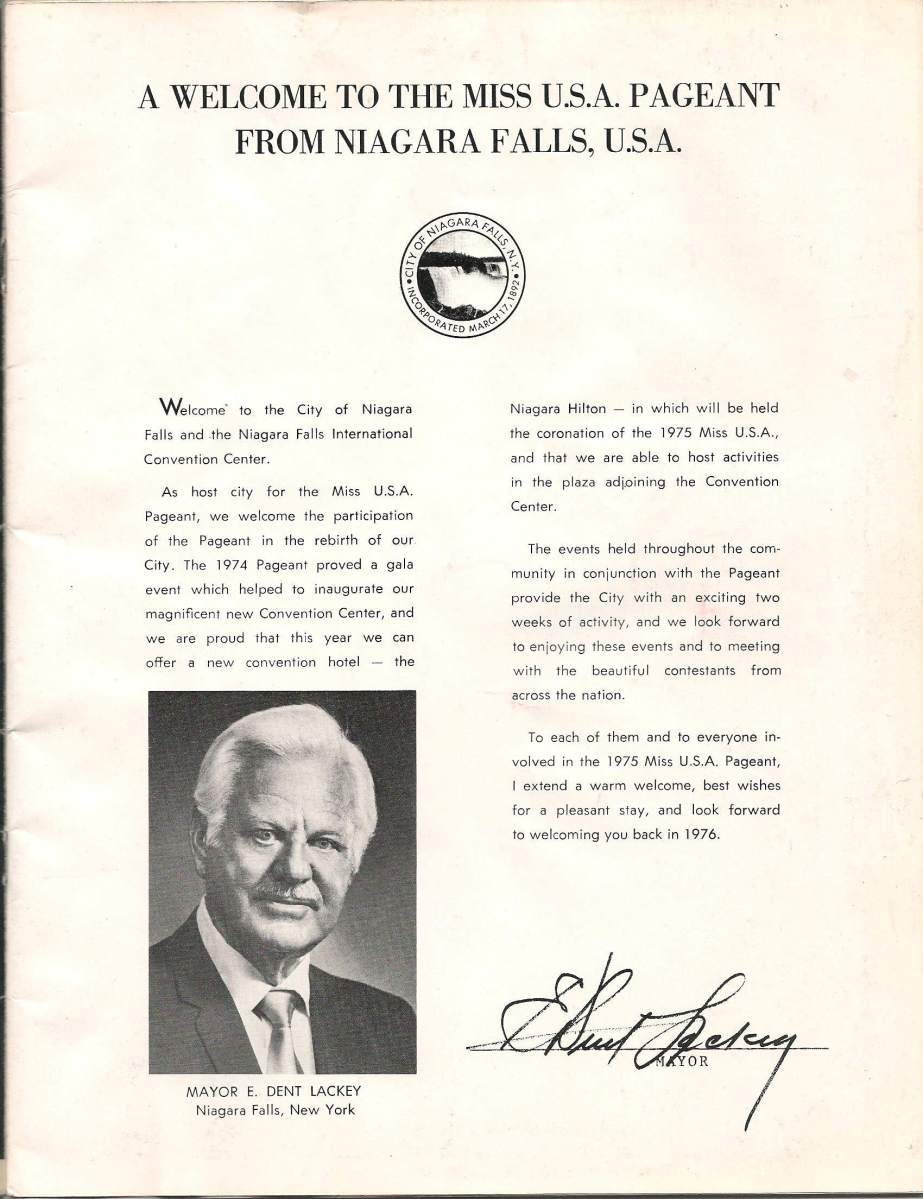 A WELCOME TO THE MISS U.S.A. PAGEANT
FROM NIAGARA FALLS, U.S.A.
CITY OF NIAGARA FALLS, N.Y.
INCORPORATED MARCH 17, 1892
Welcome to the City of Niagara
Falls and the Niagara Falls International
Convention Center.
As host city for the Miss U.S.A.
Pageant, we welcome the participation
of the Pageant in the rebirth of our
City. The 1974 Pageant proved a gala
event which helped to inaugurate our
magnificent new Convention Center, and
we are proud that this year we can
offer a new convention hotel — the
Niagara Hilton — in which will be held
the coronation of the 1975 Miss U.S.A.,
and that we are able to host activities
in the plaza adjoining the Convention
Center.
The events held throughout the com-
munity in conjunction with the Pageant
provide the City with an exciting two
weeks of activity, and we look forward
to enjoying these events and to meeting
with the beautiful contestants from
across the nation.
To each of them and to everyone in-
volved in the 1975 Miss U.S.A. Pageant,
I extend a warm welcome, best wishes
for a pleasant stay, and look forward
to welcoming you back in 1976.
E Dent Lackey
MAYOR
MAYOR E. DENT LACKEY
Niagara Falls, New York